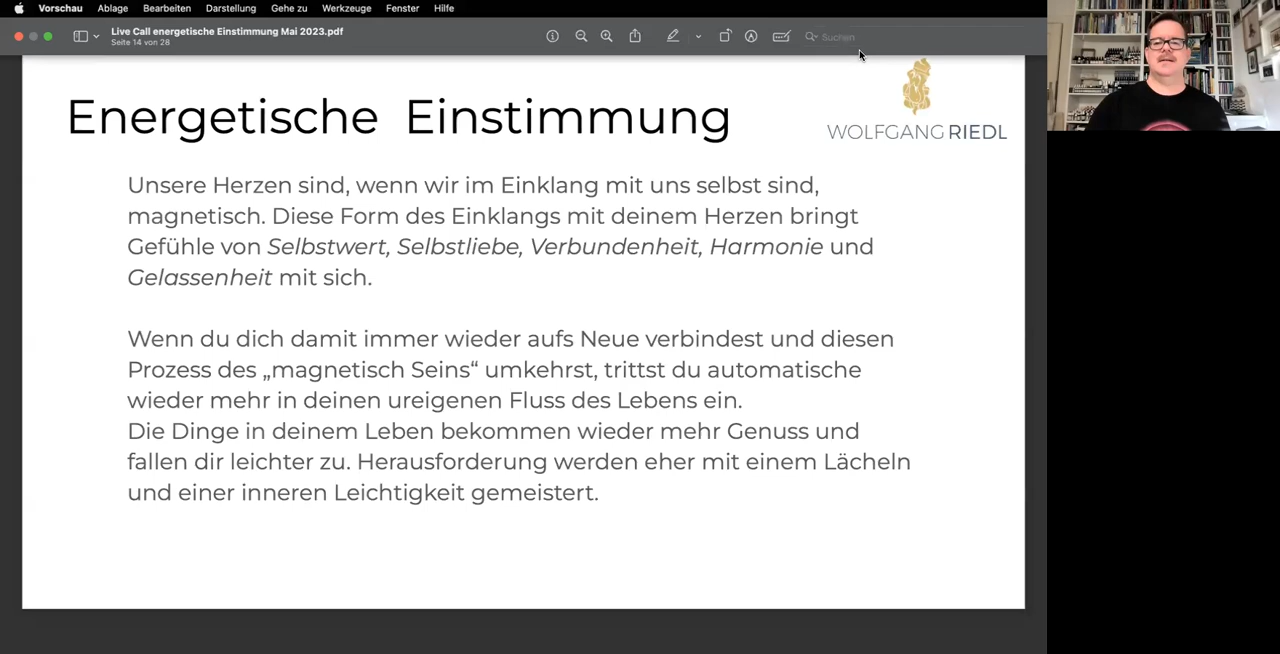 Vorschau Ablage Bearbeiten Darstellung Gehe zu Werkzeuge Fenster Hilfe
Live Call energetische Einstimmung Mai 2023.pdf
Seite 14 von 28
Suchen
Energetische Einstimmung
WOLFGANG RIEDL
Unsere Herzen sind, wenn wir im Einklang mit uns selbst sind,
magnetisch. Diese Form des Einklangs mit deinem Herzen bringt
Gefühle von Selbstwert, Selbstliebe, Verbundenheit, Harmonie und
Gelassenheit mit sich.
Wenn du dich damit immer wieder aufs Neue verbindest und diesen
Prozess des „magnetisch Seins“ umkehrst, trittst du automatische
wieder mehr in deinen ureigenen Fluss des Lebens ein.
Die Dinge in deinem Leben bekommen wieder mehr Genuss und
fallen dir leichter zu. Herausforderung werden eher mit einem Lächeln
und einer inneren Leichtigkeit gemeistert.